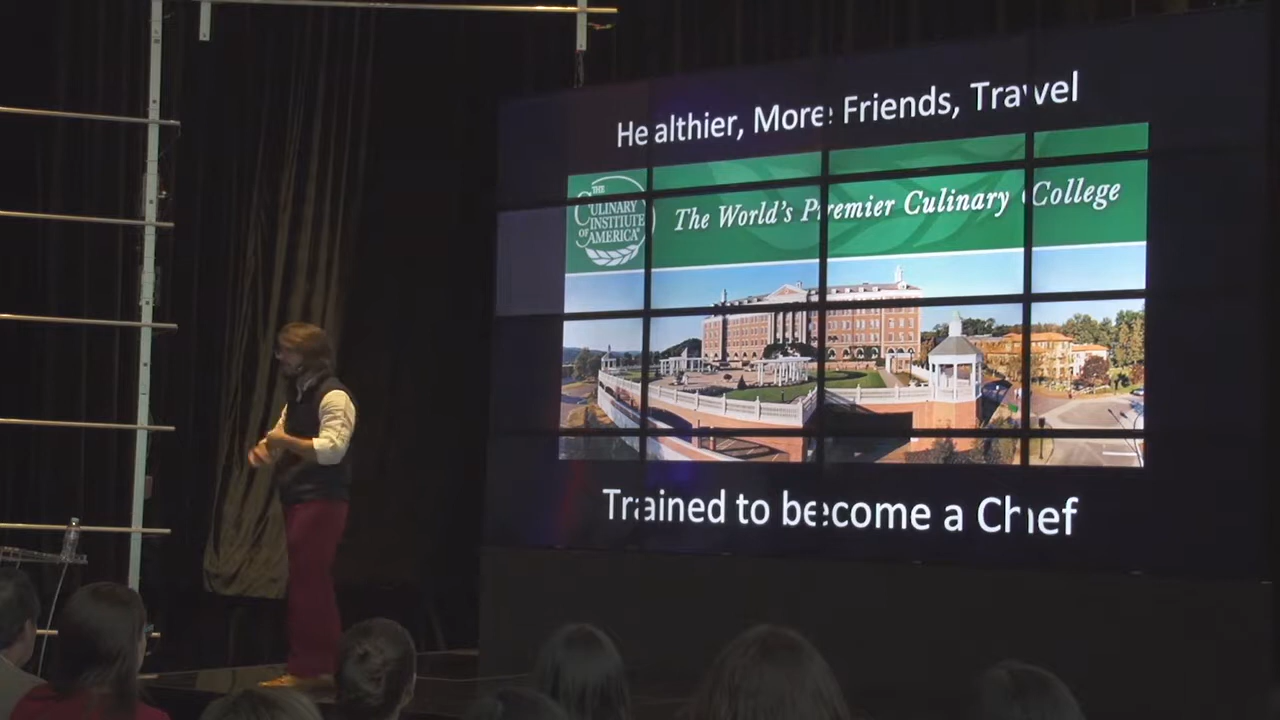 Healthier, More Friends, Travel
THE
CULINARY
INSTITUTE
OF AMERICA®
The World's Premier Culinary College
Trained to become a Chef